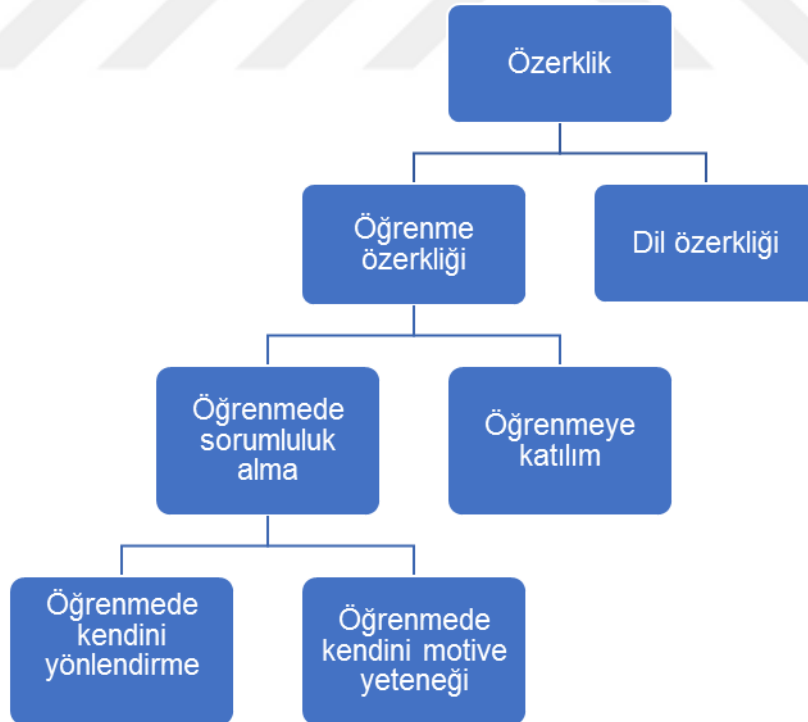 Özerklik
Öğrenme
özerkliği
Dil özerkliği
Öğrenmede
sorumluluk
alma
Öğrenmeye
katılım
Öğrenmede
kendini
yönlendirme
Öğrenmede
kendini motive
yeteneği